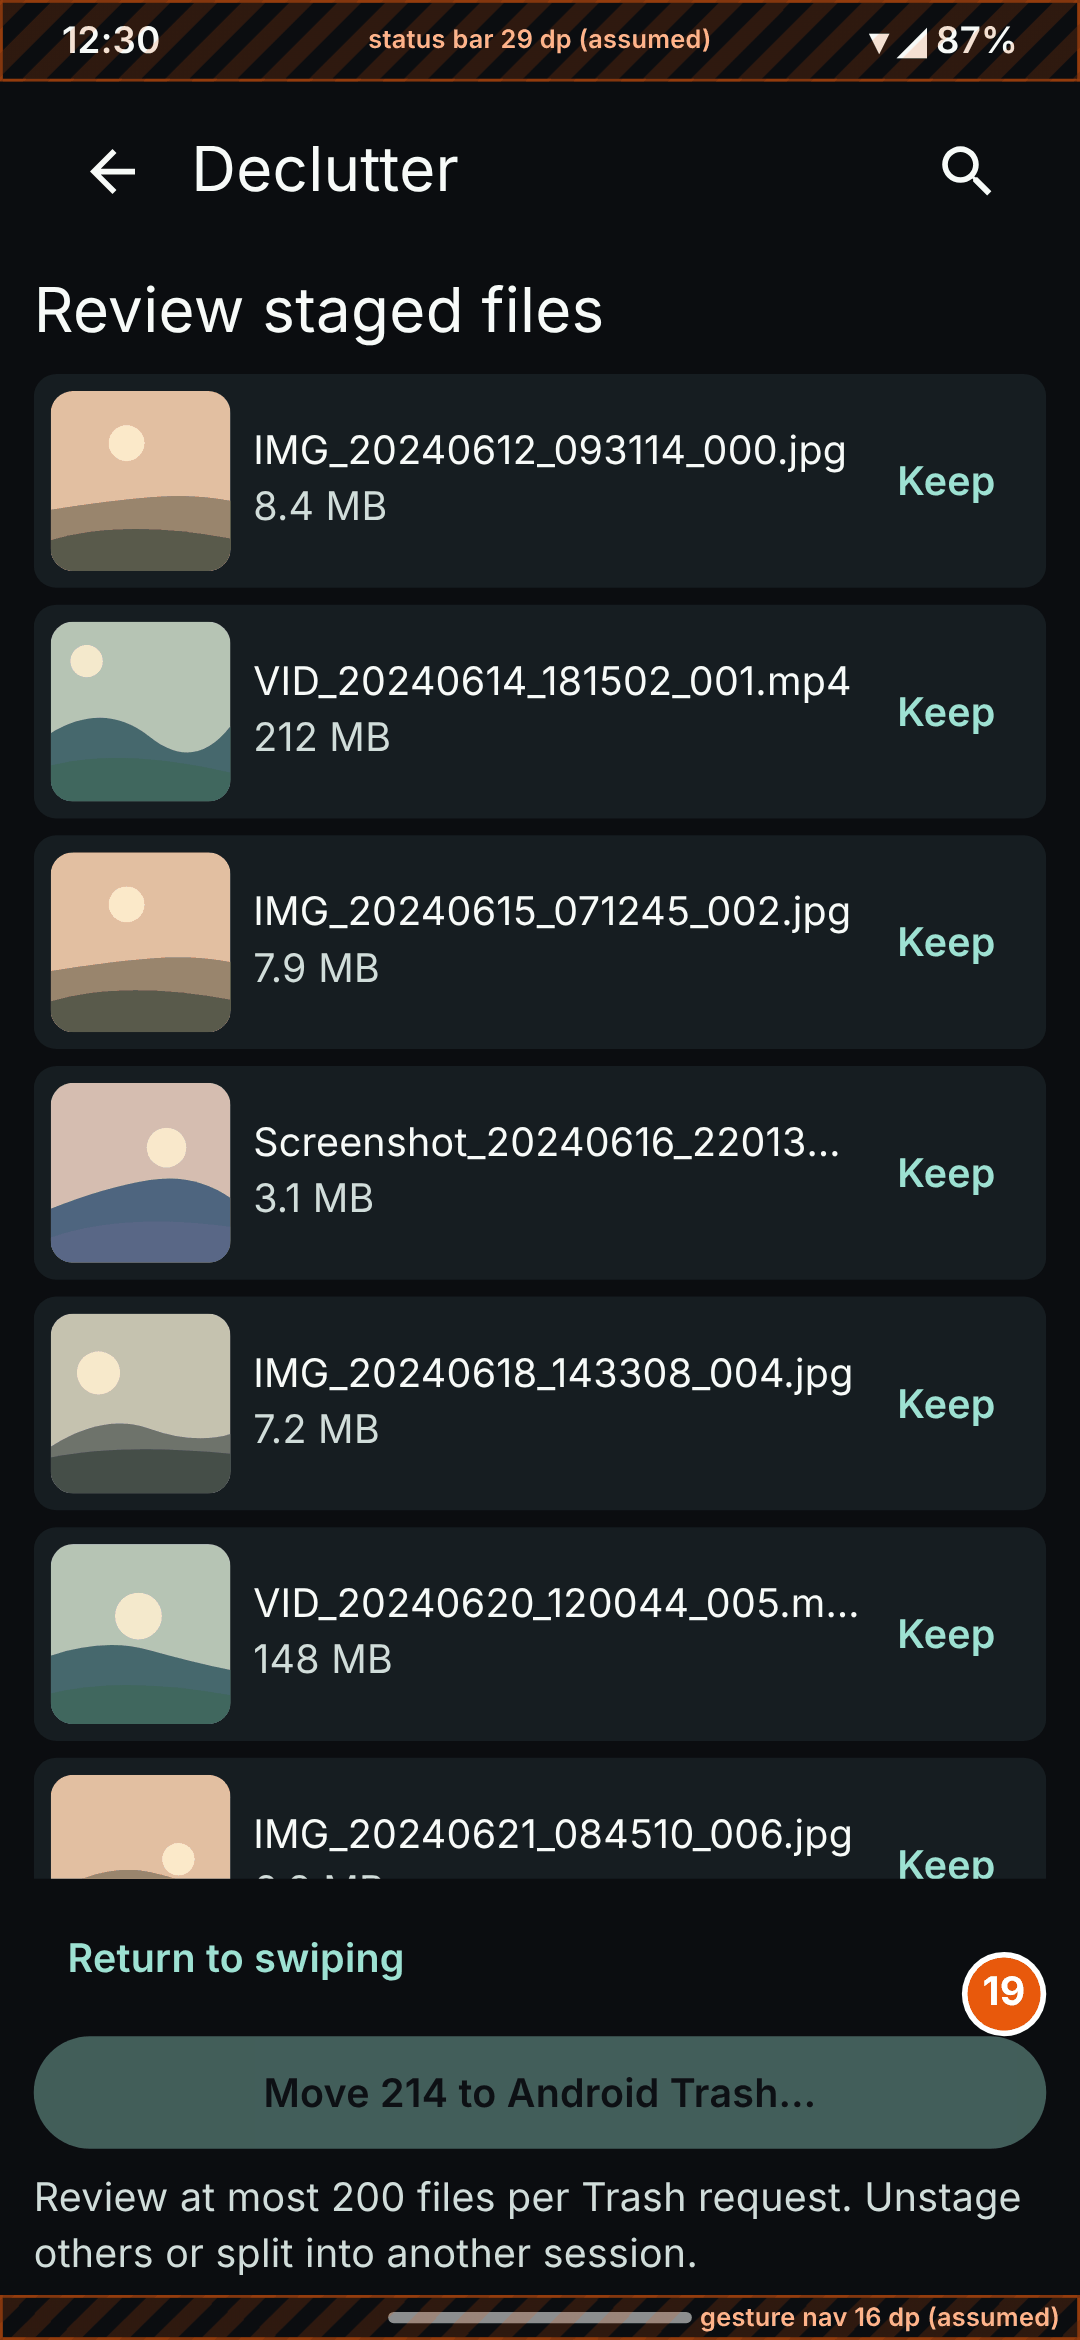 12:30 status bar 29 dp (assumed) 87%
Declutter
Review staged files
IMG_20240612_093114_000.jpg
8.4 MB
Keep
VID_20240614_181502_001.mp4
212 MB
Keep
IMG_20240615_071245_002.jpg
7.9 MB
Keep
Screenshot_20240616_22013...
3.1 MB
Keep
IMG_20240618_143308_004.jpg
7.2 MB
Keep
VID_20240620_120044_005.m...
148 MB
Keep
IMG_20240621_084510_006.jpg
Keep
Return to swiping
19
Move 214 to Android Trash...
Review at most 200 files per Trash request. Unstage
others or split into another session.
gesture nav 16 dp (assumed)